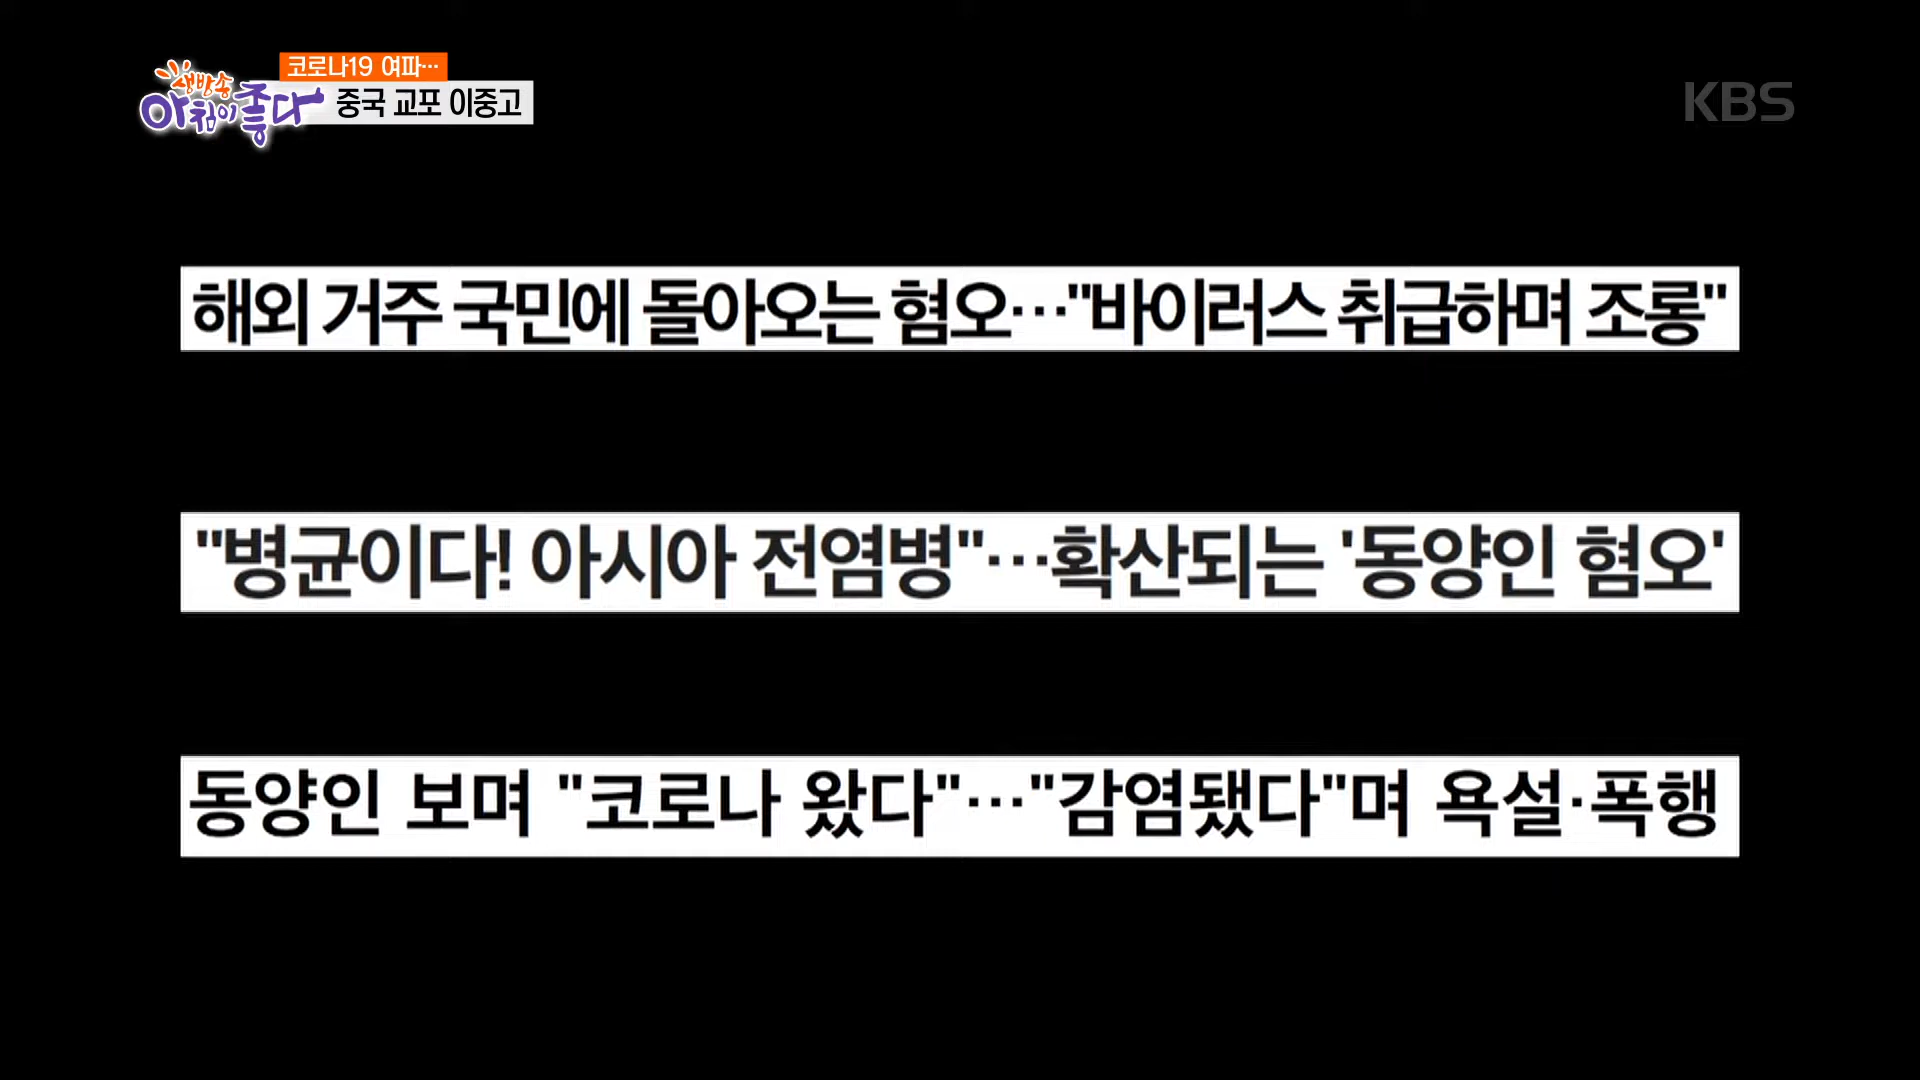 코로나19 여파…
생방송
아침이 좋다
중국 교포 이중고
KBS
해외 거주 국민에 돌아오는 혐오…"바이러스 취급하며 조롱"
"병균이다! 아시아 전염병"…확산되는 '동양인 혐오'
동양인 보며 "코로나 왔다"…"감염됐다"며 욕설·폭행